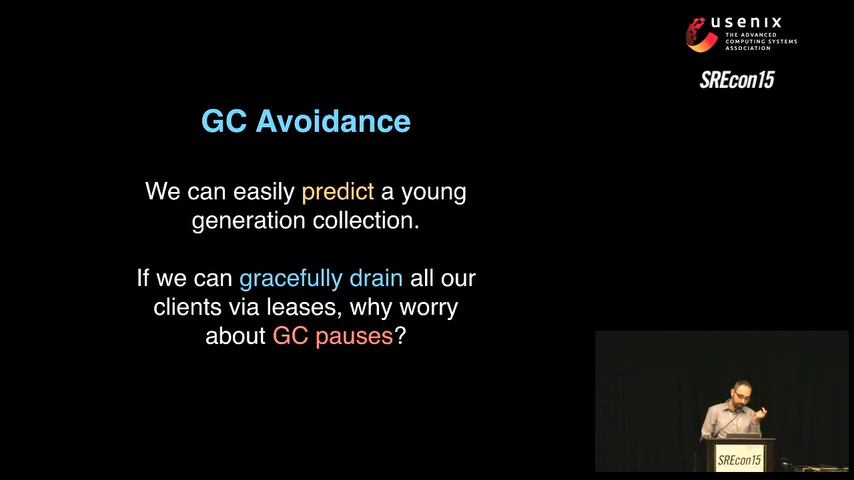 usenix
THE ADVANCED
COMPUTING SYSTEMS
ASSOCIATION
SREcon15
GC Avoidance
We can easily predict a young
generation collection.
If we can gracefully drain all our
clients via leases, why worry
about GC pauses?
SREcon15